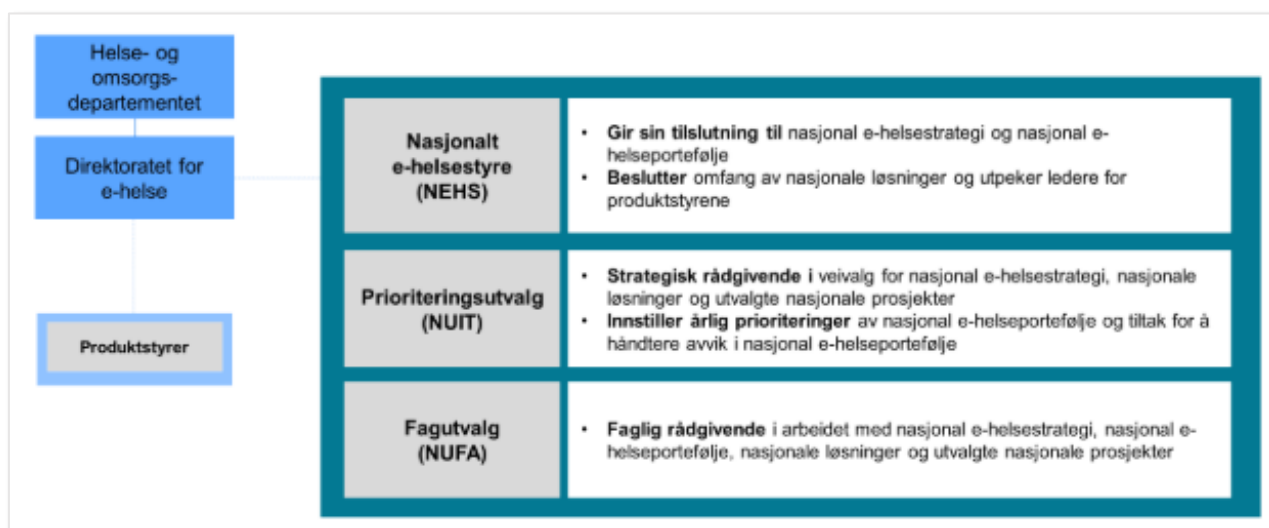 Helse- og
omsorgs-
departementet
Direktoratet for
e-helse
Produktstyrer
Nasjonalt
e-helsestyre
(NEHS)
• Gir sin tilslutning til nasjonal e-helsestrategi og nasjonal e-
helseportefølje
• Beslutter omfang av nasjonale løsninger og utpeker ledere for
produktstyrene
Prioriteringsutvalg
(NUIT)
• Strategisk rådgivende i veivalg for nasjonal e-helsestrategi, nasjonale
løsninger og utvalgte nasjonale prosjekter
• Innstiller årlig prioriteringer av nasjonal e-helseportefølje og tiltak for å
håndtere avvik i nasjonal e-helseportefølje
Fagutvalg
(NUFA)
• Faglig rådgivende i arbeidet med nasjonal e-helsestrategi, nasjonal e-
helseportefølje, nasjonale løsninger og utvalgte nasjonale prosjekter